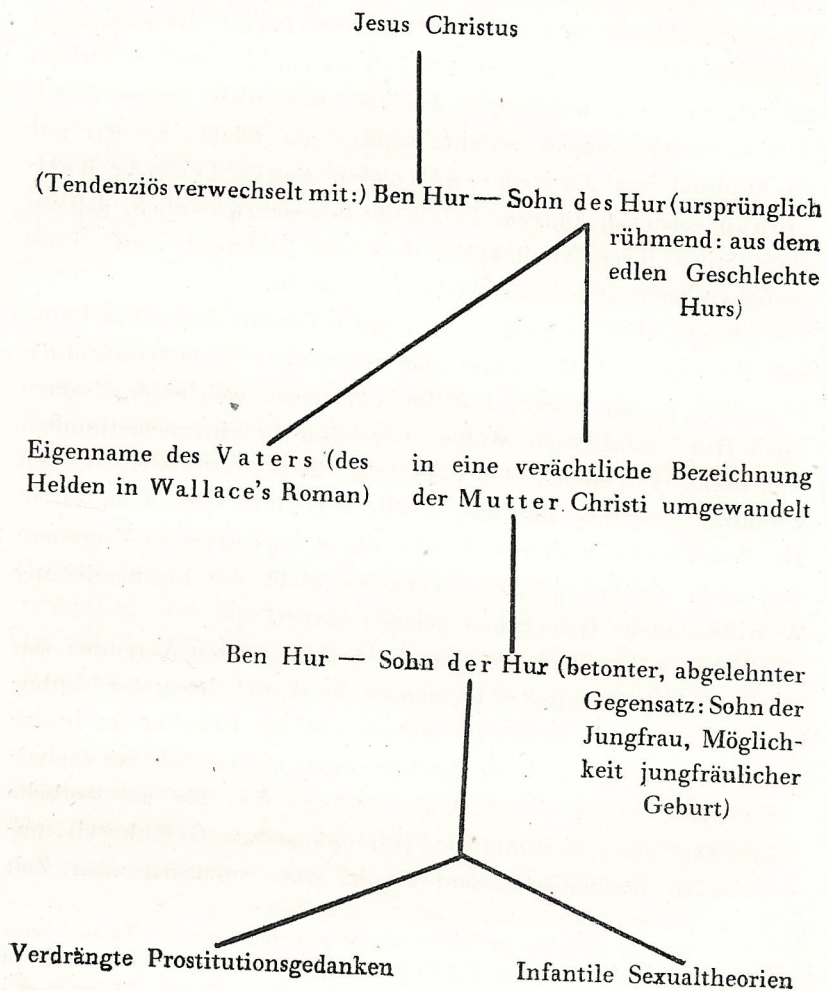 Jesus Christus
(Tendenziös verwechselt mit:) Ben Hur — Sohn des Hur (ursprünglich
rühmend: aus dem
edlen Geschlechte
Hurs)
Eigenname des Vaters (des
Helden in Wallace's Roman)
in eine verächtliche Bezeichnung
der Mutter Christi umgewandelt
Ben Hur — Sohn der Hur (betonter, abgelehnter
Gegensatz: Sohn der
Jungfrau, Möglich-
keit jungfräulicher
Geburt)
Verdrängte Prostitutionsgedanken
Infantile Sexualtheorien